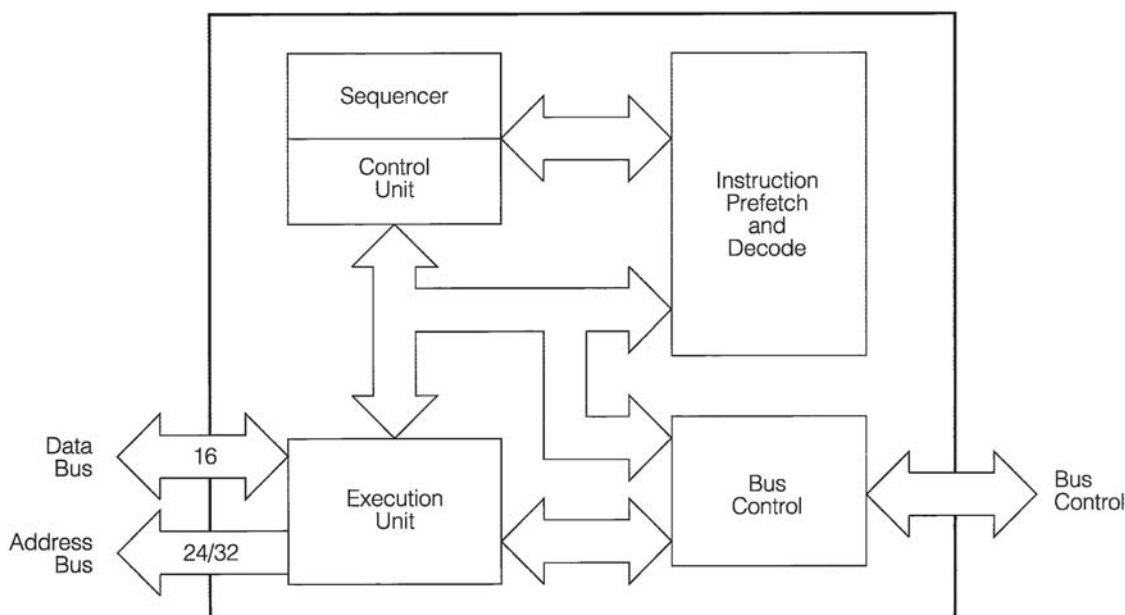 Sequencer
Control
Unit
Instruction
Prefetch
and
Decode
Data
Bus
16
Execution
Unit
Bus
Control
Bus
Control
Address
Bus
24/32